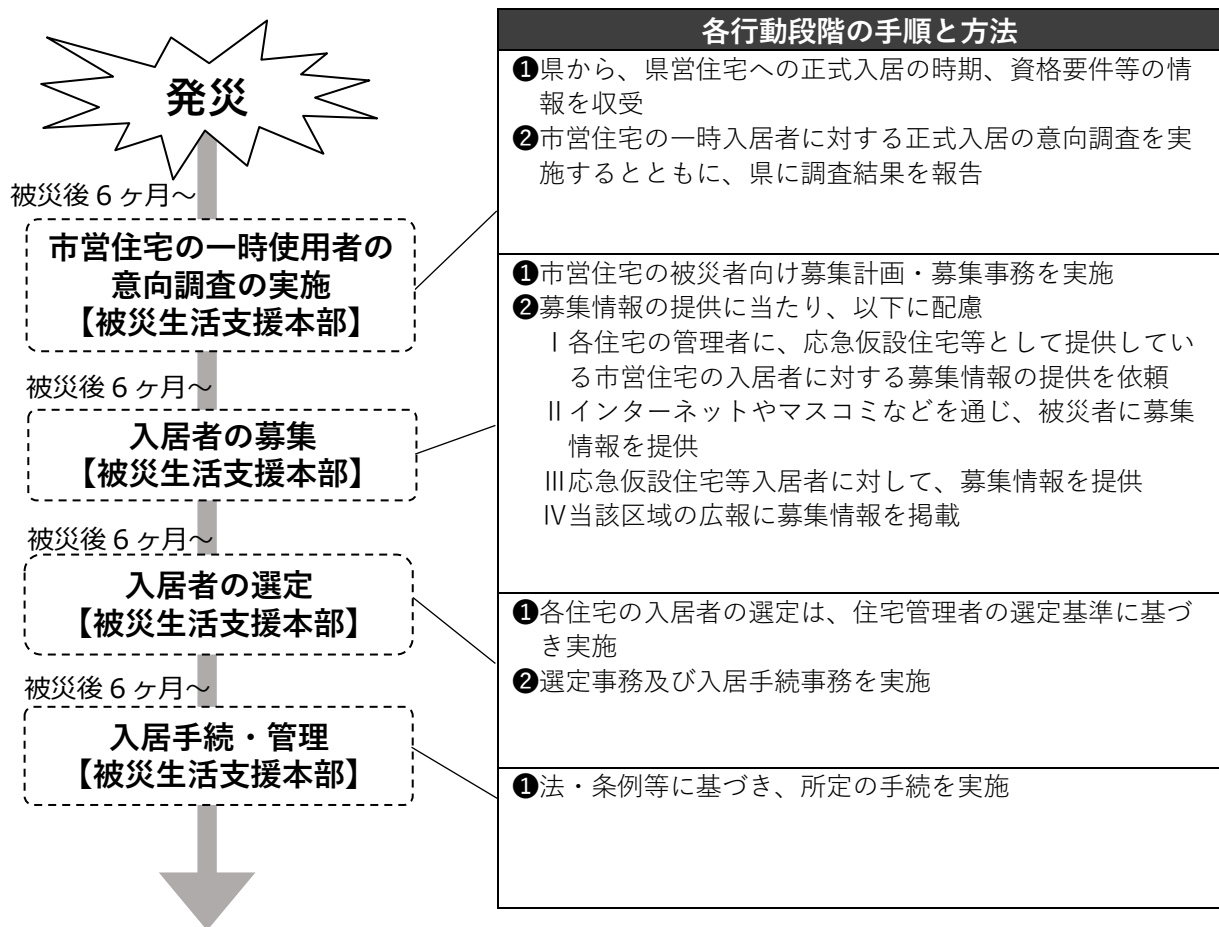 発災
被災後６ヶ月～
市営住宅の一時使用者の
意向調査の実施
【被災生活支援本部】
被災後６ヶ月～
入居者の募集
【被災生活支援本部】
被災後６ヶ月～
入居者の選定
【被災生活支援本部】
被災後６ヶ月～
入居手続・管理
【被災生活支援本部】
各行動段階の手順と方法
❶県から、県営住宅への正式入居の時期、資格要件等の情
報を収受
❷市営住宅の一時入居者に対する正式入居の意向調査を実
施するとともに、県に調査結果を報告
❶市営住宅の被災者向け募集計画・募集事務を実施
❷募集情報の提供に当たり、以下に配慮
Ⅰ各住宅の管理者に、応急仮設住宅等として提供してい
る市営住宅の入居者に対する募集情報の提供を依頼
Ⅱインターネットやマスコミなどを通じ、被災者に募集
情報を提供
Ⅲ応急仮設住宅等入居者に対して、募集情報を提供
Ⅳ当該区域の広報に募集情報を掲載
❶各住宅の入居者の選定は、住宅管理者の選定基準に基づ
き実施
❷選定事務及び入居手続事務を実施
❶法・条例等に基づき、所定の手続を実施